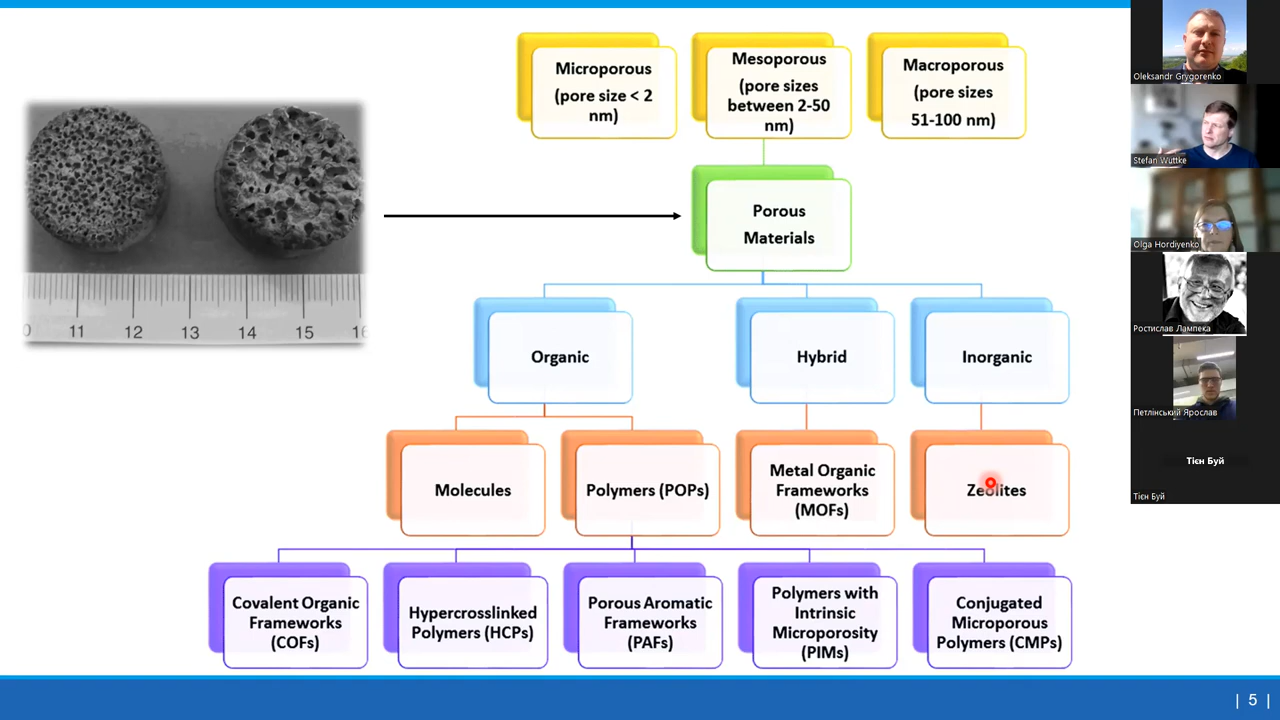 Microporous
(pore size < 2
nm)
Mesoporous
(pore sizes
between 2-50
nm)
Macroporous
(pore sizes
51-100 nm)
Porous
Materials
0 11 12 13 14 15 16
Organic
Hybrid
Inorganic
Molecules
Polymers (POPs)
Metal Organic
Frameworks
(MOFs)
Zeolites
Covalent Organic
Frameworks
(COFs)
Hypercrosslinked
Polymers (HCPs)
Porous Aromatic
Frameworks
(PAFs)
Polymers with
Intrinsic
Microporosity
(PIMs)
Conjugated
Microporous
Polymers (CMPs)
| 5 |
Oleksandr Grygorenko
Stefan Wuttke
Olga Hordiyenko
Ростислав Лампека
Петлінський Ярослав
Тієн Буй
Тієн Буй